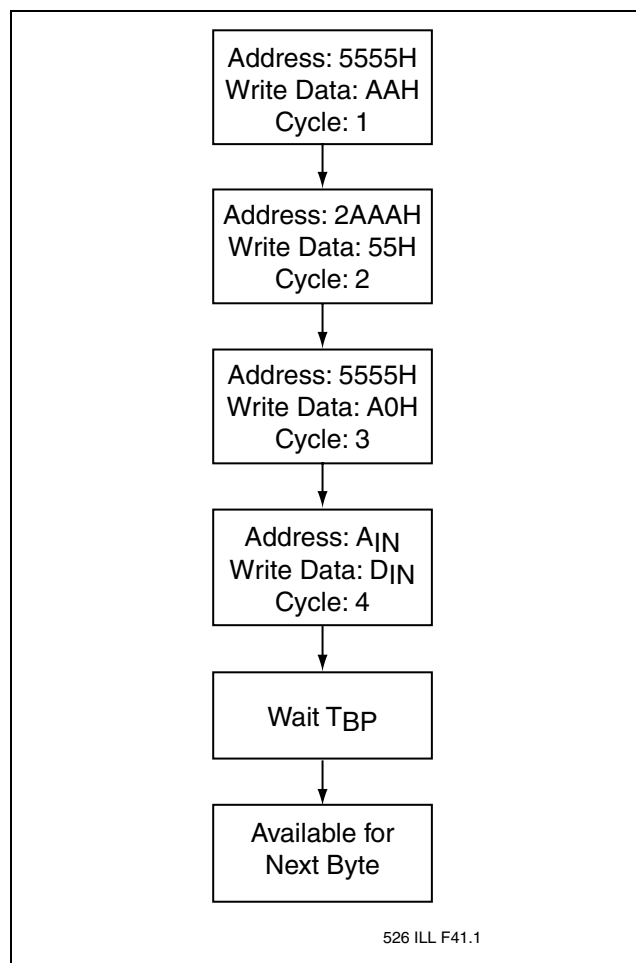 Address: 5555H
Write Data: AAH
Cycle: 1
Address: 2AAAH
Write Data: 55H
Cycle: 2
Address: 5555H
Write Data: A0H
Cycle: 3
Address: AIN
Write Data: DIN
Cycle: 4
Wait TBP
Available for
Next Byte
526 ILL F41.1